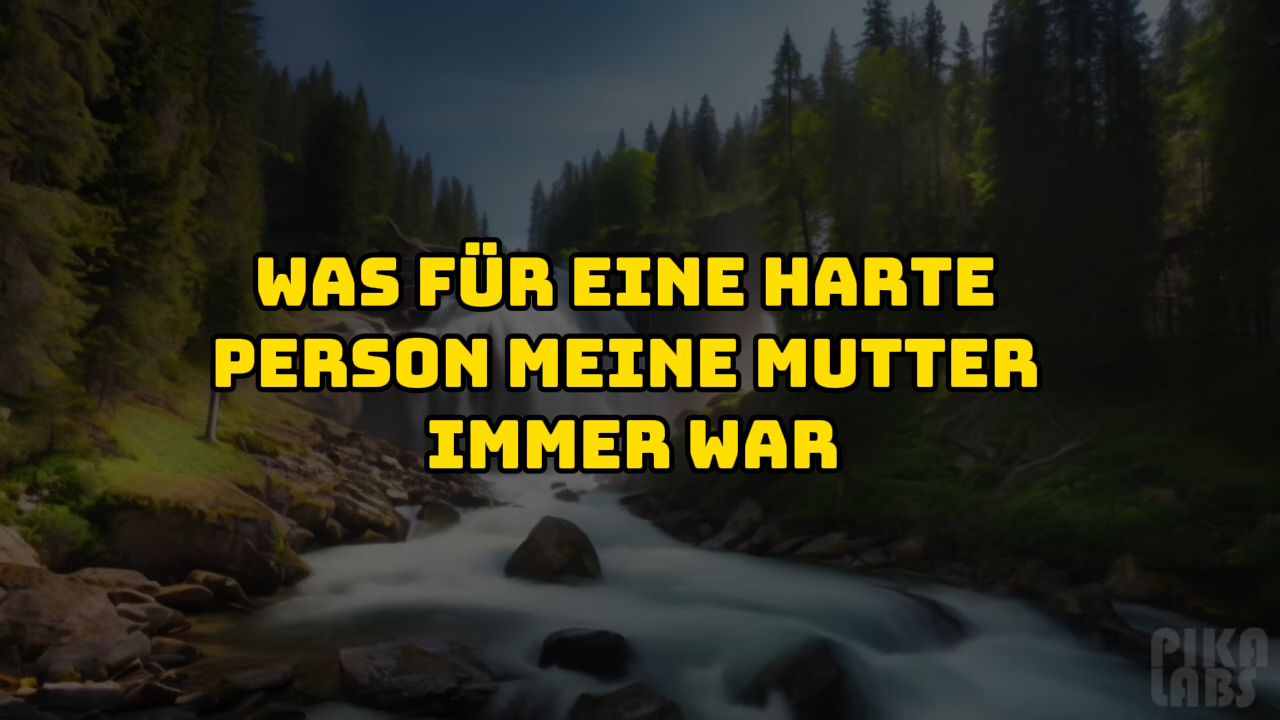 WAS FÜR EINE HARTE
PERSON MEINE MUTTER
IMMER WAR
PIKA
LABS